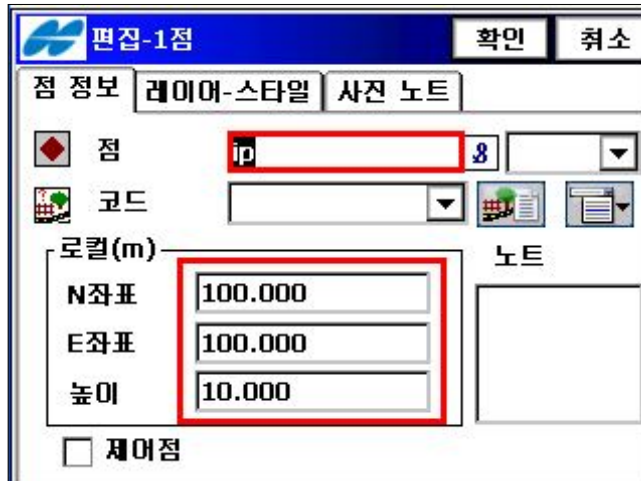 편집-1점 확인 취소
점 정보 레이어-스타일 사진 노트
점 ip
코드
로컬(m) 노트
N좌표 100.000
E좌표 100.000
높이 10.000
제어점